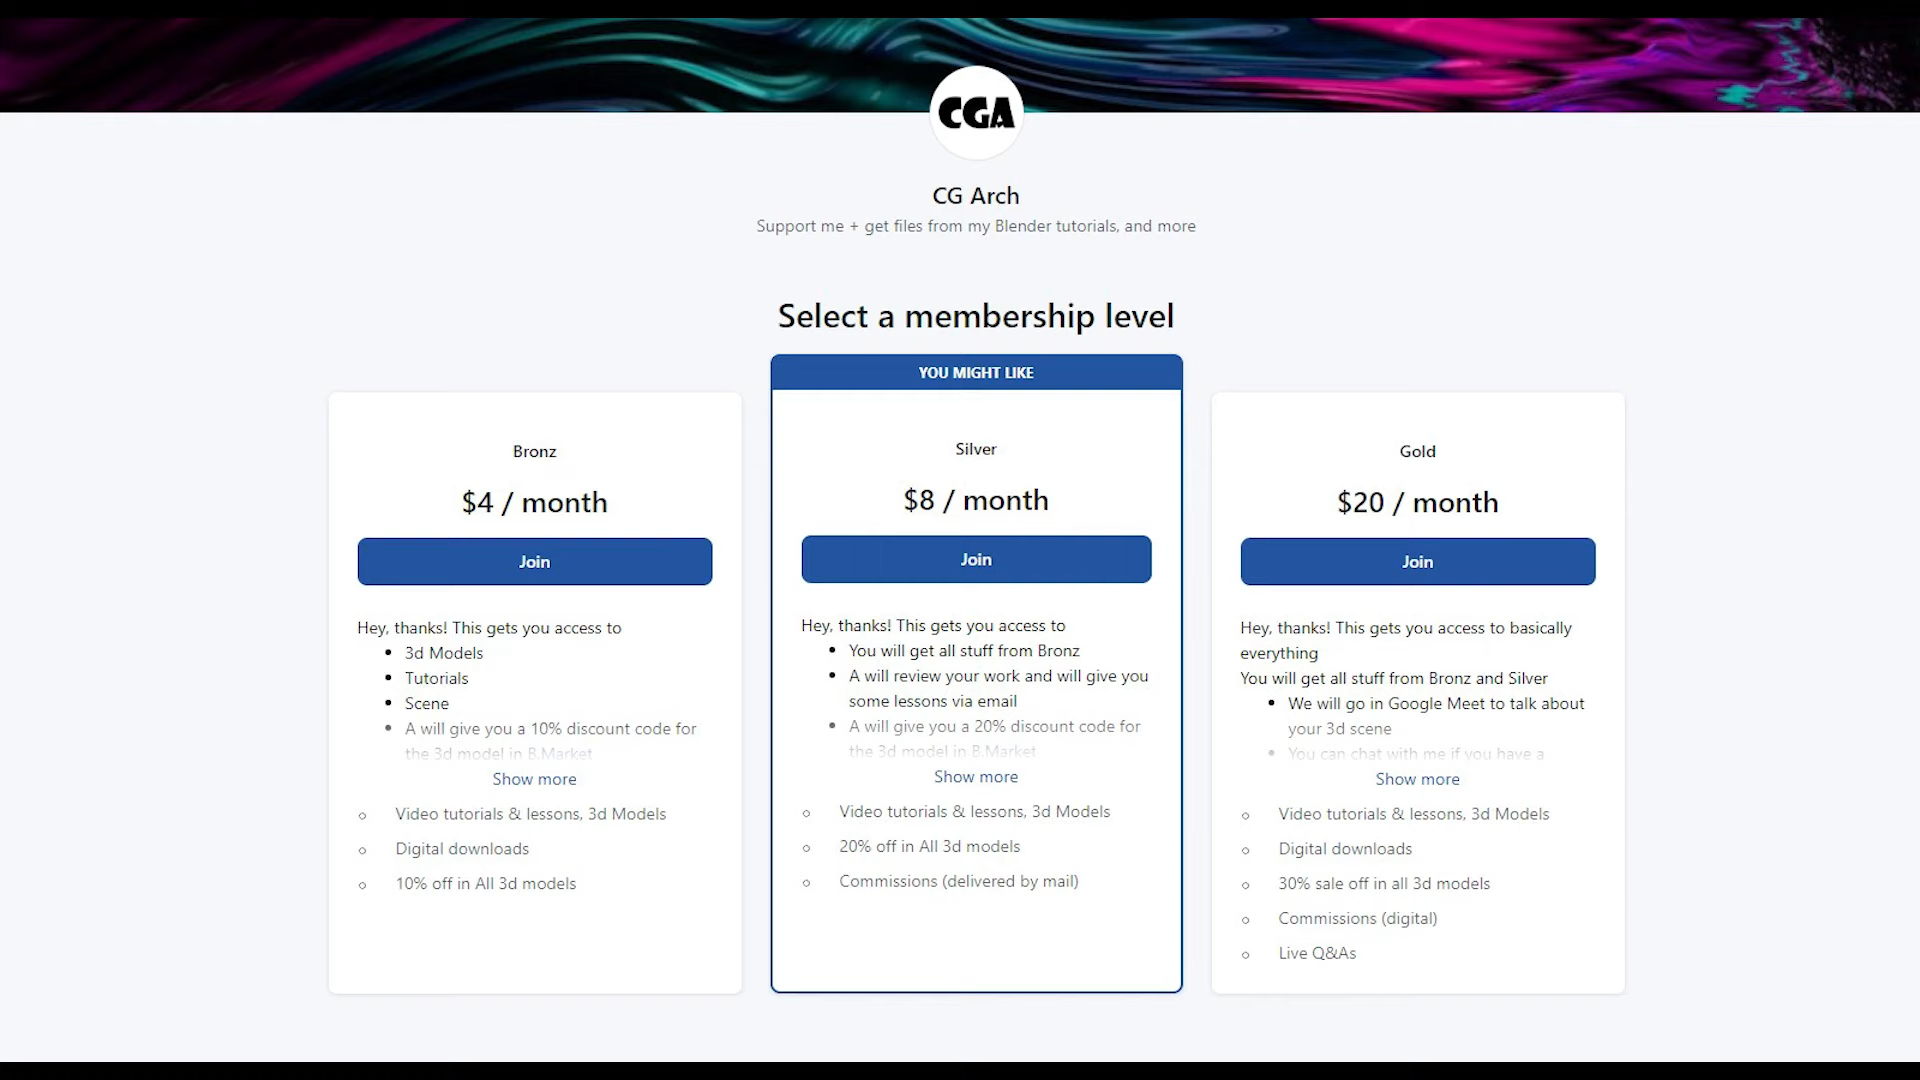 CGA
CG Arch
Support me + get files from my Blender tutorials, and more
Select a membership level
Bronz
$4 / month
Join
Hey, thanks! This gets you access to
3d Models
Tutorials
Scene
A will give you a 10% discount code for
the 3d model in B.Market
Show more
Video tutorials & lessons, 3d Models
Digital downloads
10% off in All 3d models
YOU MIGHT LIKE
Silver
$8 / month
Join
Hey, thanks! This gets you access to
You will get all stuff from Bronz
A will review your work and will give you
some lessons via email
A will give you a 20% discount code for
the 3d model in B.Market
Show more
Video tutorials & lessons, 3d Models
20% off in All 3d models
Commissions (delivered by mail)
Gold
$20 / month
Join
Hey, thanks! This gets you access to basically
everything
You will get all stuff from Bronz and Silver
We will go in Google Meet to talk about
your 3d scene
You can chat with me if you have a
Show more
Video tutorials & lessons, 3d Models
Digital downloads
30% sale off in all 3d models
Commissions (digital)
Live Q&As